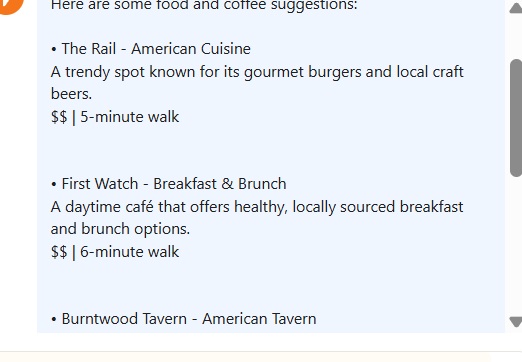 Here are some food and coffee suggestions:
• The Rail - American Cuisine
A trendy spot known for its gourmet burgers and local craft
beers.
$$ | 5-minute walk
• First Watch - Breakfast & Brunch
A daytime café that offers healthy, locally sourced breakfast
and brunch options.
$$ | 6-minute walk
• Burntwood Tavern - American Tavern